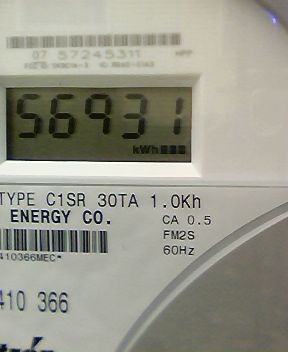 07 57245311
56931
kWh
TYPE C1SR 30TA 1.0Kh
ENERGY CO. CA 0.5
FM2S
60Hz
410366MEC*
410 366